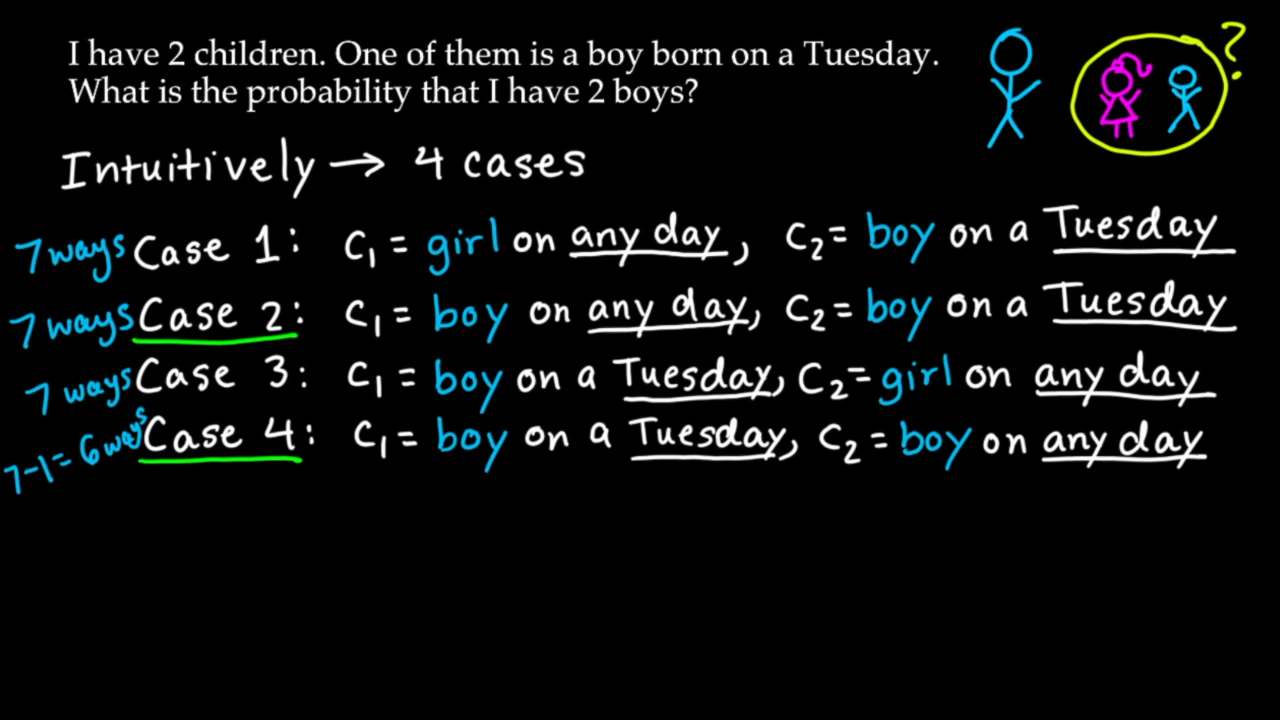 I have 2 children. One of them is a boy born on a Tuesday.
What is the probability that I have 2 boys?
?
Intuitively → 4 cases
7 ways Case 1: C₁ = girl on any day, C₂ = boy on a Tuesday
7 ways Case 2: C₁ = boy on any day, C₂ = boy on a Tuesday
7 ways Case 3: C₁ = boy on a Tuesday, C₂ = girl on any day
7-1 = 6 ways Case 4: C₁ = boy on a Tuesday, C₂ = boy on any day